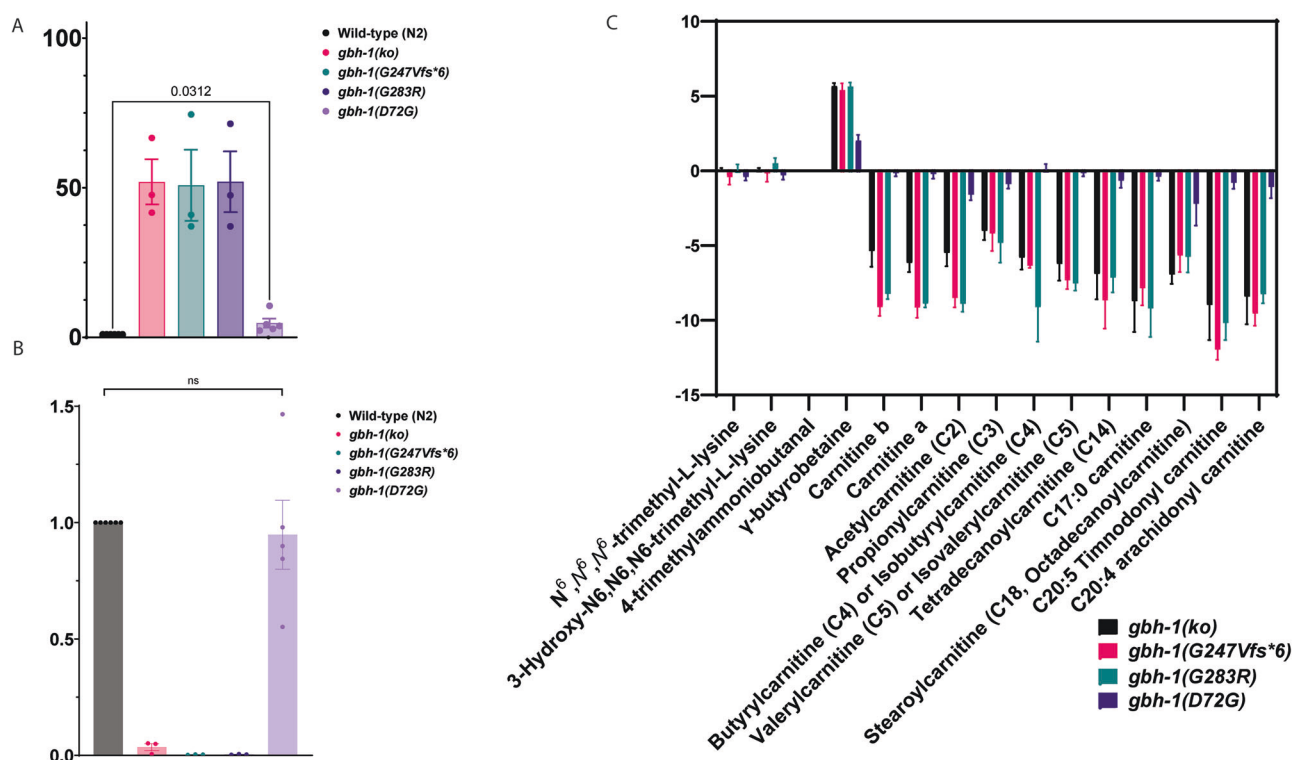 A
100
50
0
0.0312
Wild-type (N2)
gbh-1(ko)
gbh-1(G247Vfs*6)
gbh-1(G283R)
gbh-1(D72G)
B
ns
1.5
1.0
0.5
0.0
Wild-type (N2)
gbh-1(ko)
gbh-1(G247Vfs*6)
gbh-1(G283R)
gbh-1(D72G)
C
10
5
0
-5
-10
-15
N⁶,N⁶,N⁶-trimethyl-L-lysine
3-Hydroxy-N6,N6,N6-trimethyl-L-lysine
4-trimethylammoniobutanal
γ-butyrobetaine
Carnitine b
Carnitine a
Acetylcarnitine (C2)
Propionylcarnitine (C3)
Butyrylcarnitine (C4) or Isobutyrylcarnitine (C4)
Valerylcarnitine (C5) or Isovalerylcarnitine (C5)
Tetradecanoylcarnitine (C14)
C17:0 carnitine
Stearoylcarnitine (C18, Octadecanoylcarnitine)
C20:5 Timnodonyl carnitine
C20:4 arachidonyl carnitine
gbh-1(ko)
gbh-1(G247Vfs*6)
gbh-1(G283R)
gbh-1(D72G)